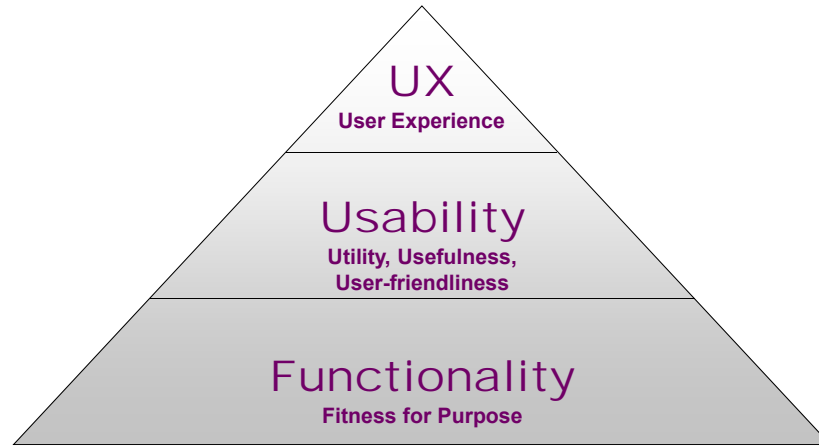 UX
User Experience
Usability
Utility, Usefulness,
User-friendliness
Functionality
Fitness for Purpose